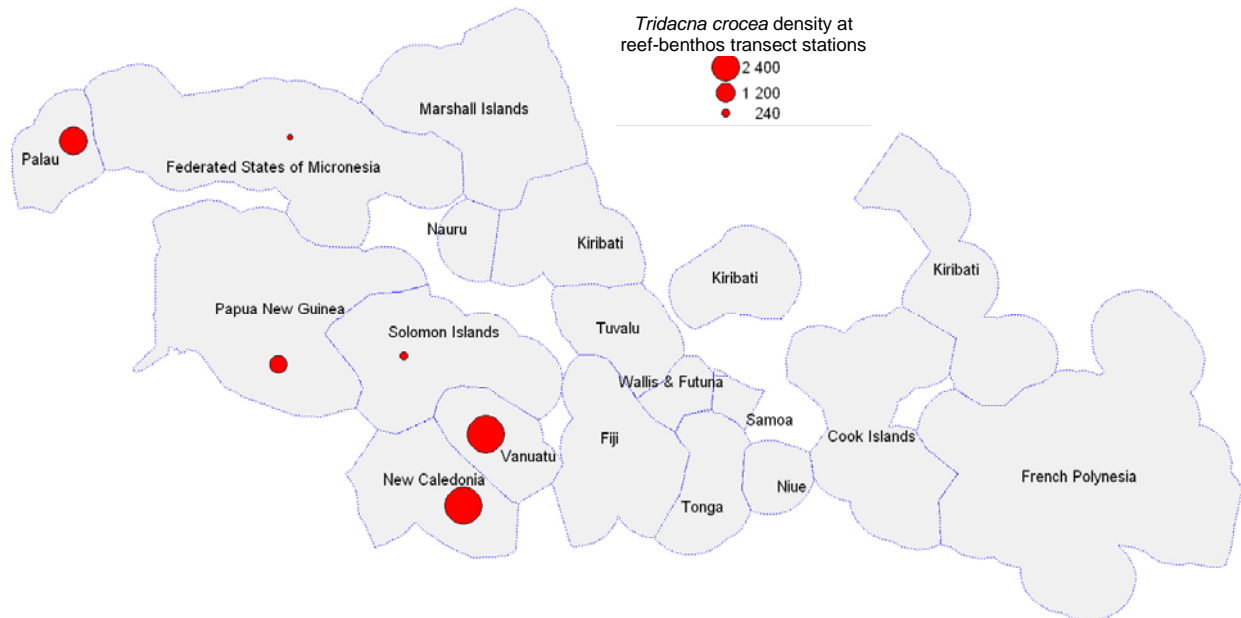 Tridacna crocea density at
reef-benthos transect stations
2 400
1 200
240
Marshall Islands
Palau
Federated States of Micronesia
Nauru
Kiribati
Kiribati
Kiribati
Papua New Guinea
Solomon Islands
Tuvalu
Wallis & Futuna
Samoa
Cook Islands
Fiji
Vanuatu
New Caledonia
French Polynesia
Niue
Tonga